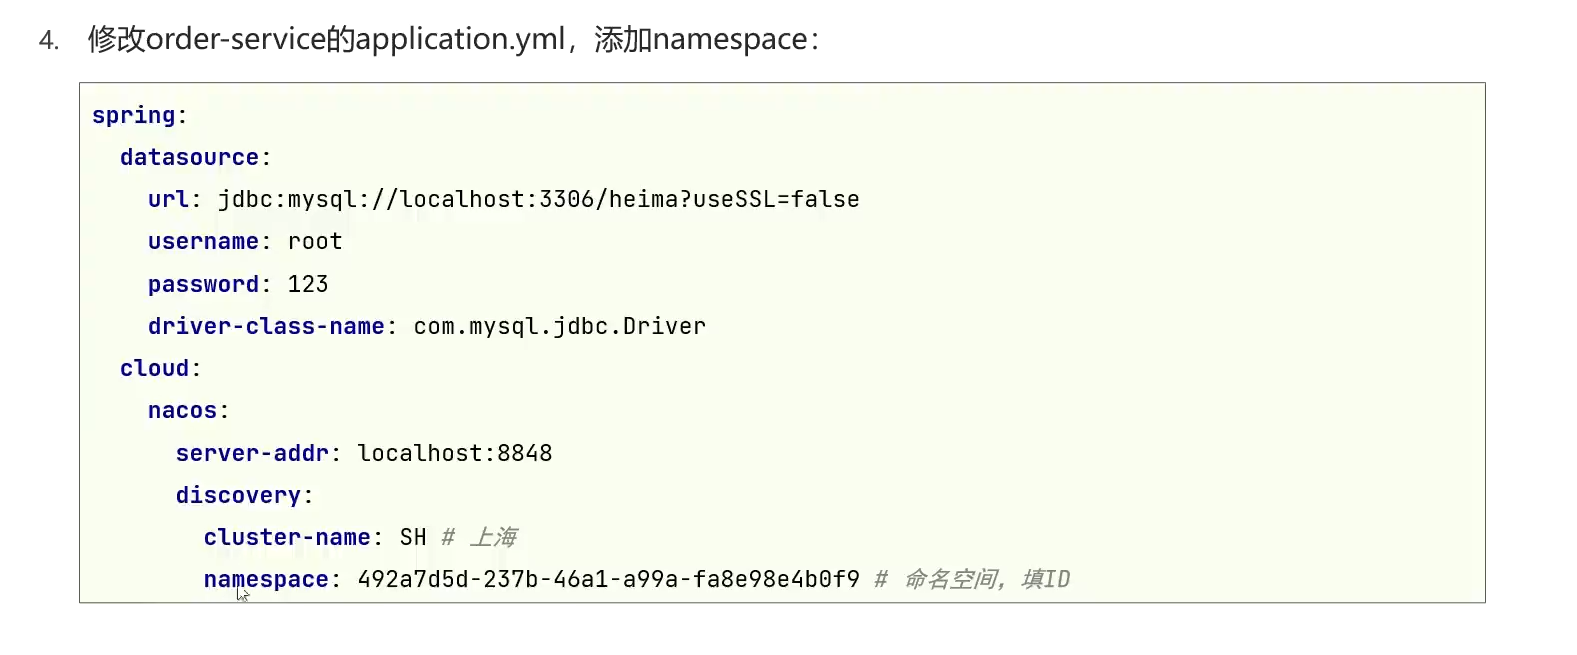 4. 修改order-service的application.yml，添加namespace：
spring:
  datasource:
    url: jdbc:mysql://localhost:3306/heima?useSSL=false
    username: root
    password: 123
    driver-class-name: com.mysql.jdbc.Driver
  cloud:
    nacos:
      server-addr: localhost:8848
      discovery:
        cluster-name: SH # 上海
        namespace: 492a7d5d-237b-46a1-a99a-fa8e98e4b0f9 # 命名空间，填ID